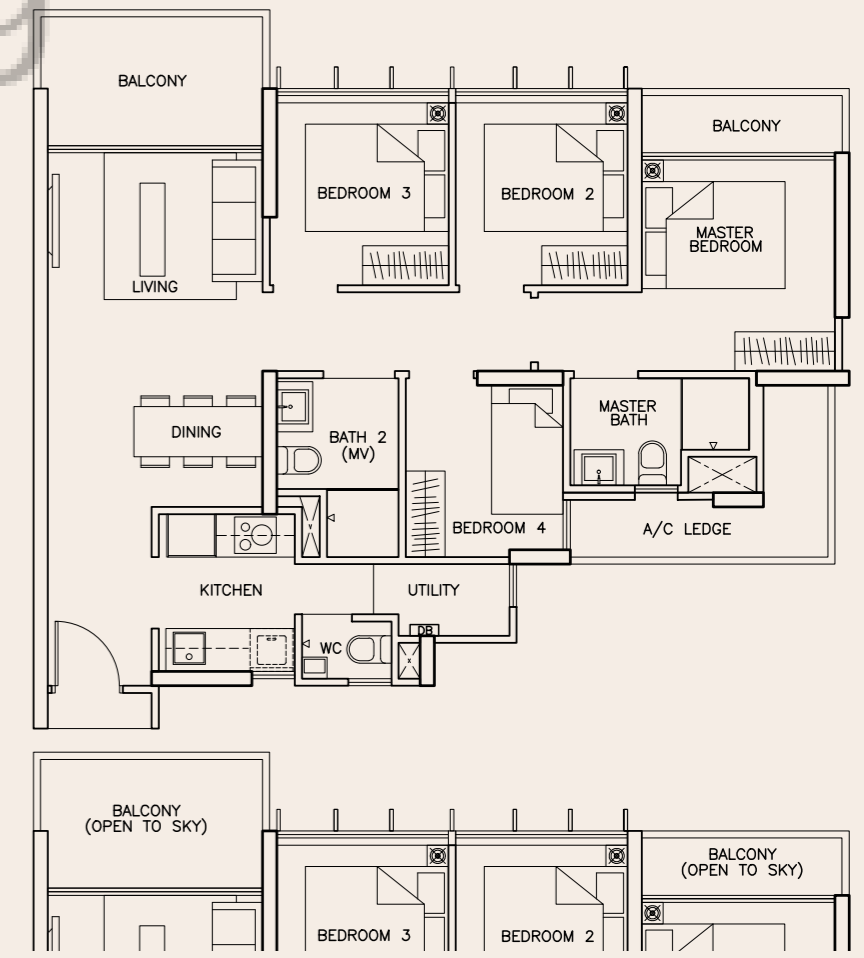 BALCONY
BALCONY
BEDROOM 3
BEDROOM 2
MASTER
BEDROOM
LIVING
MASTER
BATH
DINING
BATH 2
(MV)
BEDROOM 4
A/C LEDGE
KITCHEN
UTILITY
DB
WC
BALCONY
(OPEN TO SKY)
BALCONY
(OPEN TO SKY)
BEDROOM 3
BEDROOM 2